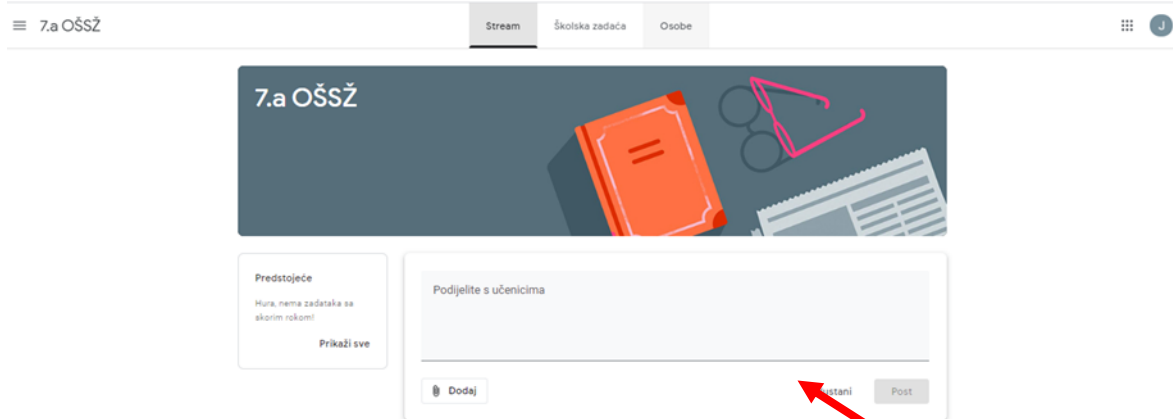 7.a OŠSŽ
Stream Školska zadaća Osobe
J
7.a OŠSŽ
Predstojeće
Hura, nema zadataka sa
skorim rokom!
Prikaži sve
Podijelite s učenicima
Dodaj
Post